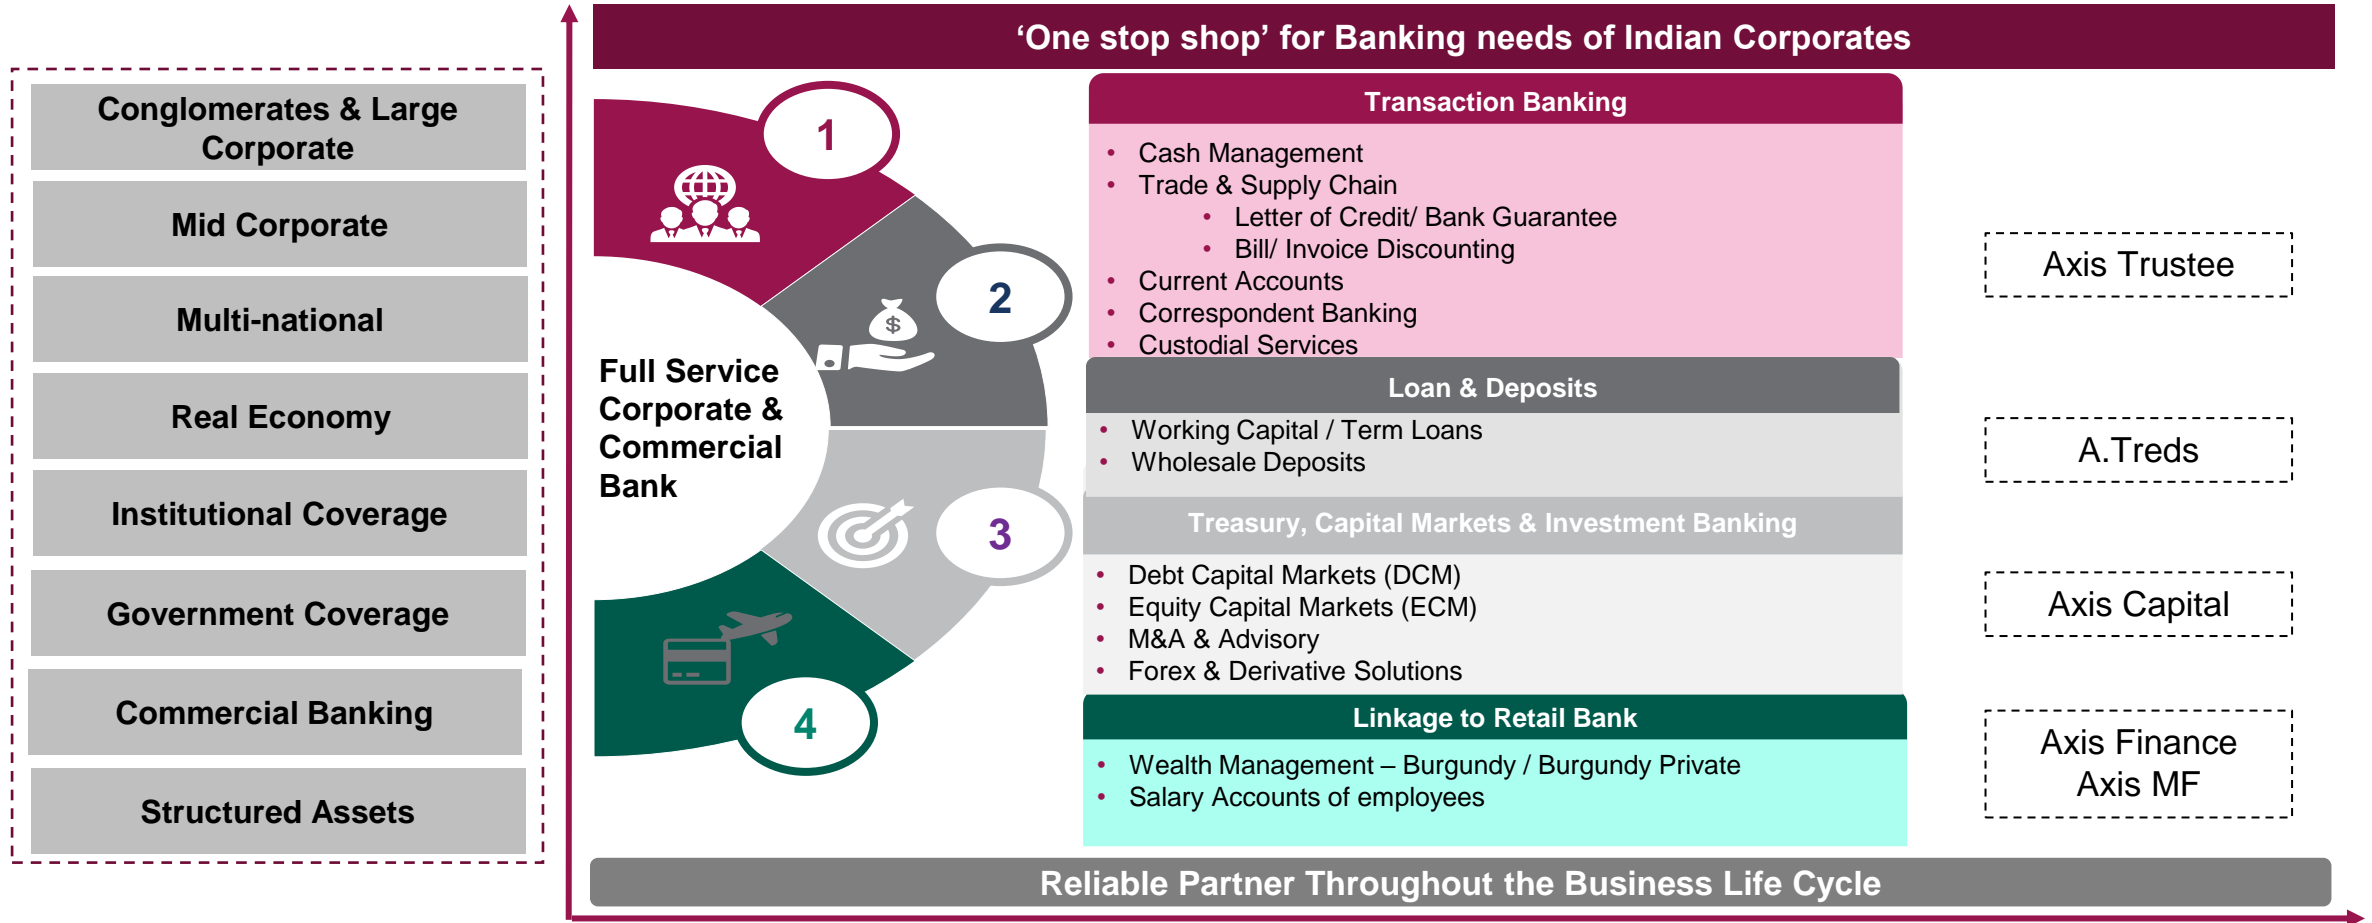 ‘One stop shop’ for Banking needs of Indian Corporates
Conglomerates & Large
Corporate
Mid Corporate
Multi-national
Real Economy
Institutional Coverage
Government Coverage
Commercial Banking
Structured Assets
Full Service
Corporate &
Commercial
Bank
1
2
$
3
4
Transaction Banking
• Cash Management
• Trade & Supply Chain
• Letter of Credit/ Bank Guarantee
• Bill/ Invoice Discounting
• Current Accounts
• Correspondent Banking
• Custodial Services
Loan & Deposits
• Working Capital / Term Loans
• Wholesale Deposits
Treasury, Capital Markets & Investment Banking
• Debt Capital Markets (DCM)
• Equity Capital Markets (ECM)
• M&A & Advisory
• Forex & Derivative Solutions
Linkage to Retail Bank
• Wealth Management – Burgundy / Burgundy Private
• Salary Accounts of employees
Axis Trustee
A.Treds
Axis Capital
Axis Finance
Axis MF
Reliable Partner Throughout the Business Life Cycle